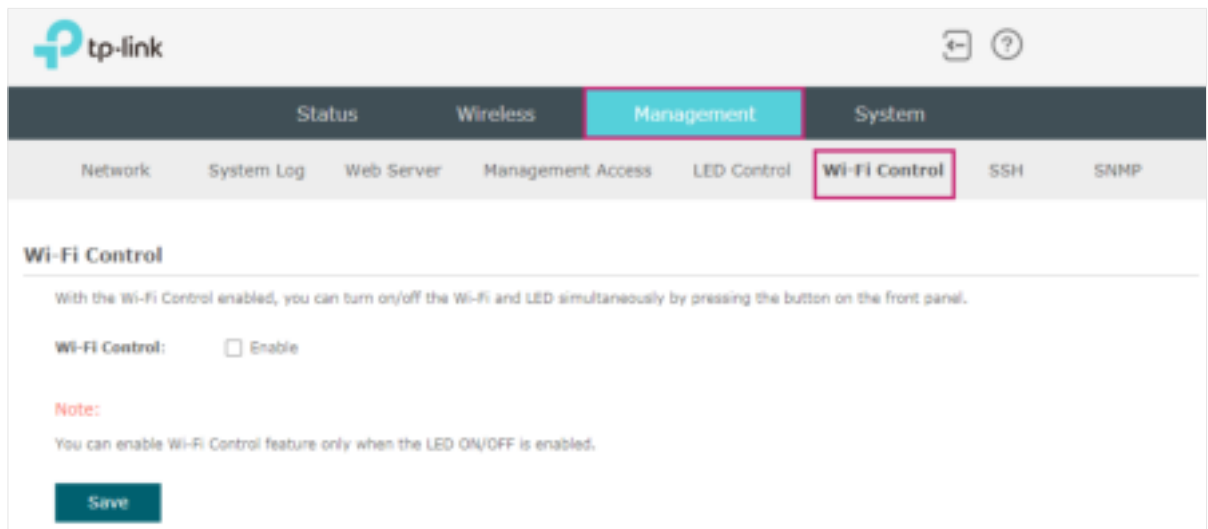 tp-link
Status Wireless Management System
Network System Log Web Server Management Access LED Control Wi-Fi Control SSH SNMP
Wi-Fi Control
With the Wi-Fi Control enabled, you can turn on/off the Wi-Fi and LED simultaneously by pressing the button on the front panel.
Wi-Fi Control: Enable
Note:
You can enable Wi-Fi Control feature only when the LED ON/OFF is enabled.
Save